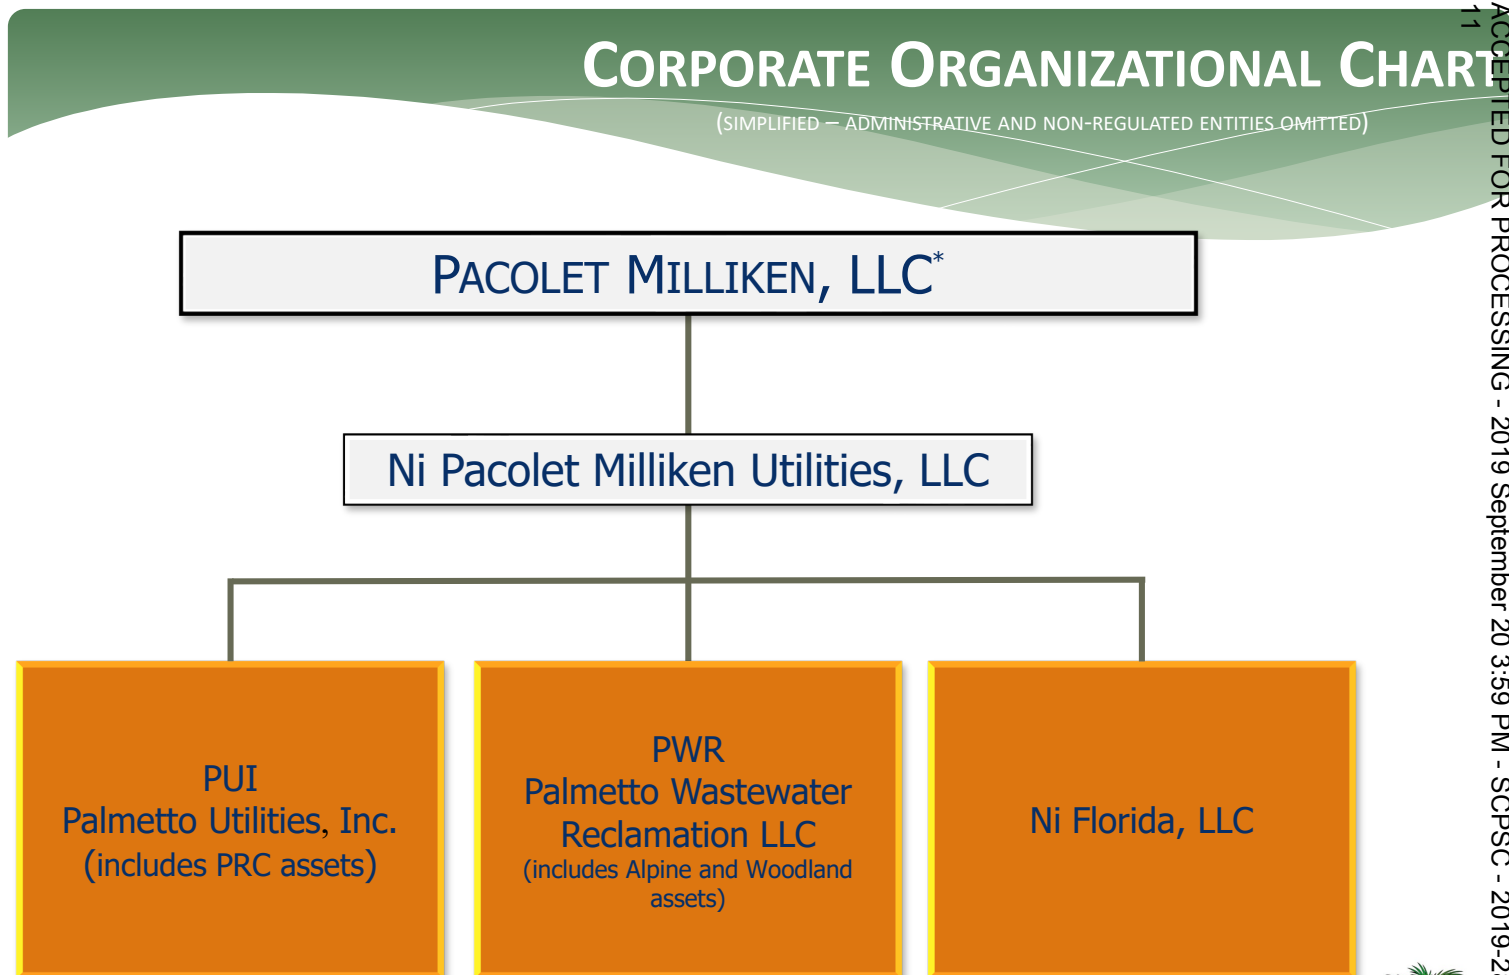 CORPORATE ORGANIZATIONAL CHART
(SIMPLIFIED – ADMINISTRATIVE AND NON-REGULATED ENTITIES OMITTED)
PACOLET MILLIKEN, LLC*
Ni Pacolet Milliken Utilities, LLC
PUI
Palmetto Utilities, Inc.
(includes PRC assets)
PWR
Palmetto Wastewater
Reclamation LLC
(includes Alpine and Woodland
assets)
Ni Florida, LLC
ACCEPTED FOR PROCESSING - 2019 September 20 3:59 PM - SCPSC - 2019-2
11